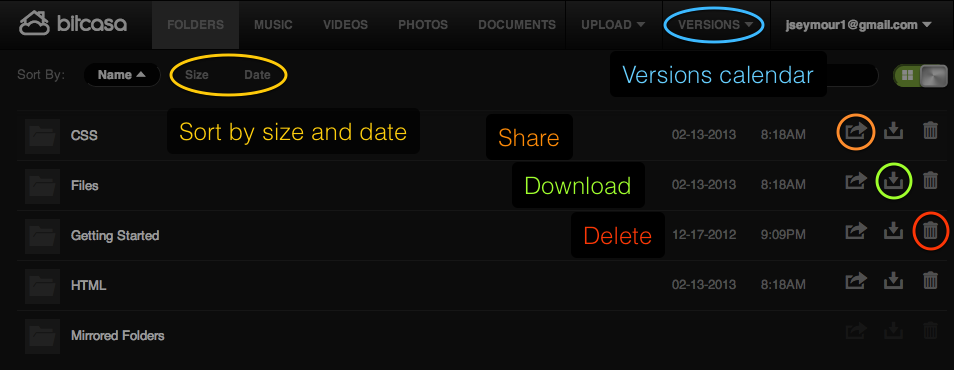 bitcasa FOLDERS MUSIC VIDEOS PHOTOS DOCUMENTS UPLOAD VERSIONS jseymour1@gmail.com
Sort By: Name Size Date Versions calendar
Sort by size and date
CSS Share 02-13-2013 8:18AM
Files Download 02-13-2013 8:18AM
Getting Started Delete 12-17-2012 9:09PM
HTML 02-13-2013 8:18AM
Mirrored Folders